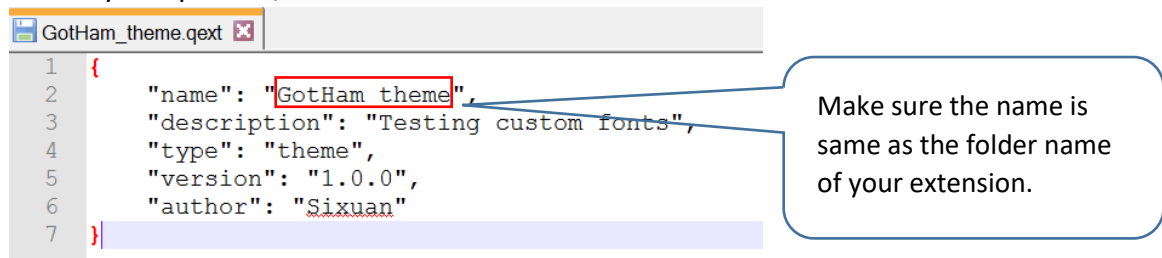 GotHam_theme.qext
1 {
2 "name": "GotHam theme",
3 "description": "Testing custom fonts",
4 "type": "theme",
5 "version": "1.0.0",
6 "author": "Sixuan"
7 }
Make sure the name is
same as the folder name
of your extension.